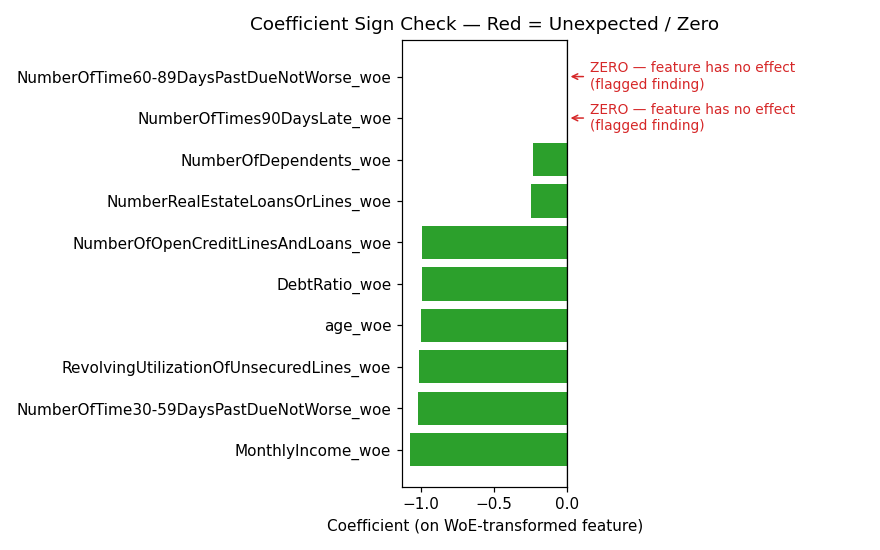 Coefficient Sign Check — Red = Unexpected / Zero
NumberOfTime60-89DaysPastDueNotWorse_woe
ZERO — feature has no effect
(flagged finding)
NumberOfTimes90DaysLate_woe
ZERO — feature has no effect
(flagged finding)
NumberOfDependents_woe
NumberRealEstateLoansOrLines_woe
NumberOfOpenCreditLinesAndLoans_woe
DebtRatio_woe
age_woe
RevolvingUtilizationOfUnsecuredLines_woe
NumberOfTime30-59DaysPastDueNotWorse_woe
MonthlyIncome_woe
−1.0 −0.5 0.0
Coefficient (on WoE-transformed feature)